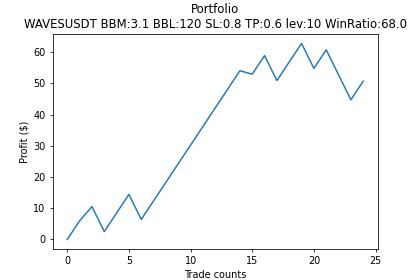 Portfolio
WAVESUSDT BBM:3.1 BBL:120 SL:0.8 TP:0.6 lev:10 WinRatio:68.0
60
50
40
30
20
10
0
Profit ($)
0 5 10 15 20 25
Trade counts